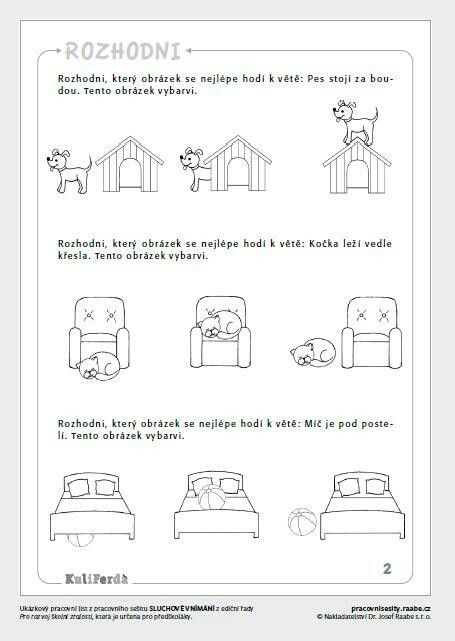 ROZHODNI
Rozhodni, který obrázek se nejlépe hodí k větě: Pes stojí za bou-
dou. Tento obrázek vybarvi.
Rozhodni, který obrázek se nejlépe hodí k větě: Kočka leží vedle
křesla. Tento obrázek vybarvi.
Rozhodni, který obrázek se nejlépe hodí k větě: Míč je pod poste-
lí. Tento obrázek vybarvi.
2
KuliFerda
Ukázkový pracovní list z pracovního sešitu SLUCHOVÉ VNÍMÁNÍ z ediční řady
Pro rozvoj školní zralosti, která je určena pro předškoláky.
pracovnisesity.raabe.cz
© Nakladatelství Dr. Josef Raabe s. r. o.